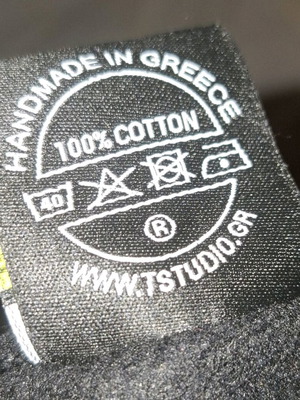 HANDMADE IN GREECE
100% COTTON
40
®
WWW.TSTUDIO.GR